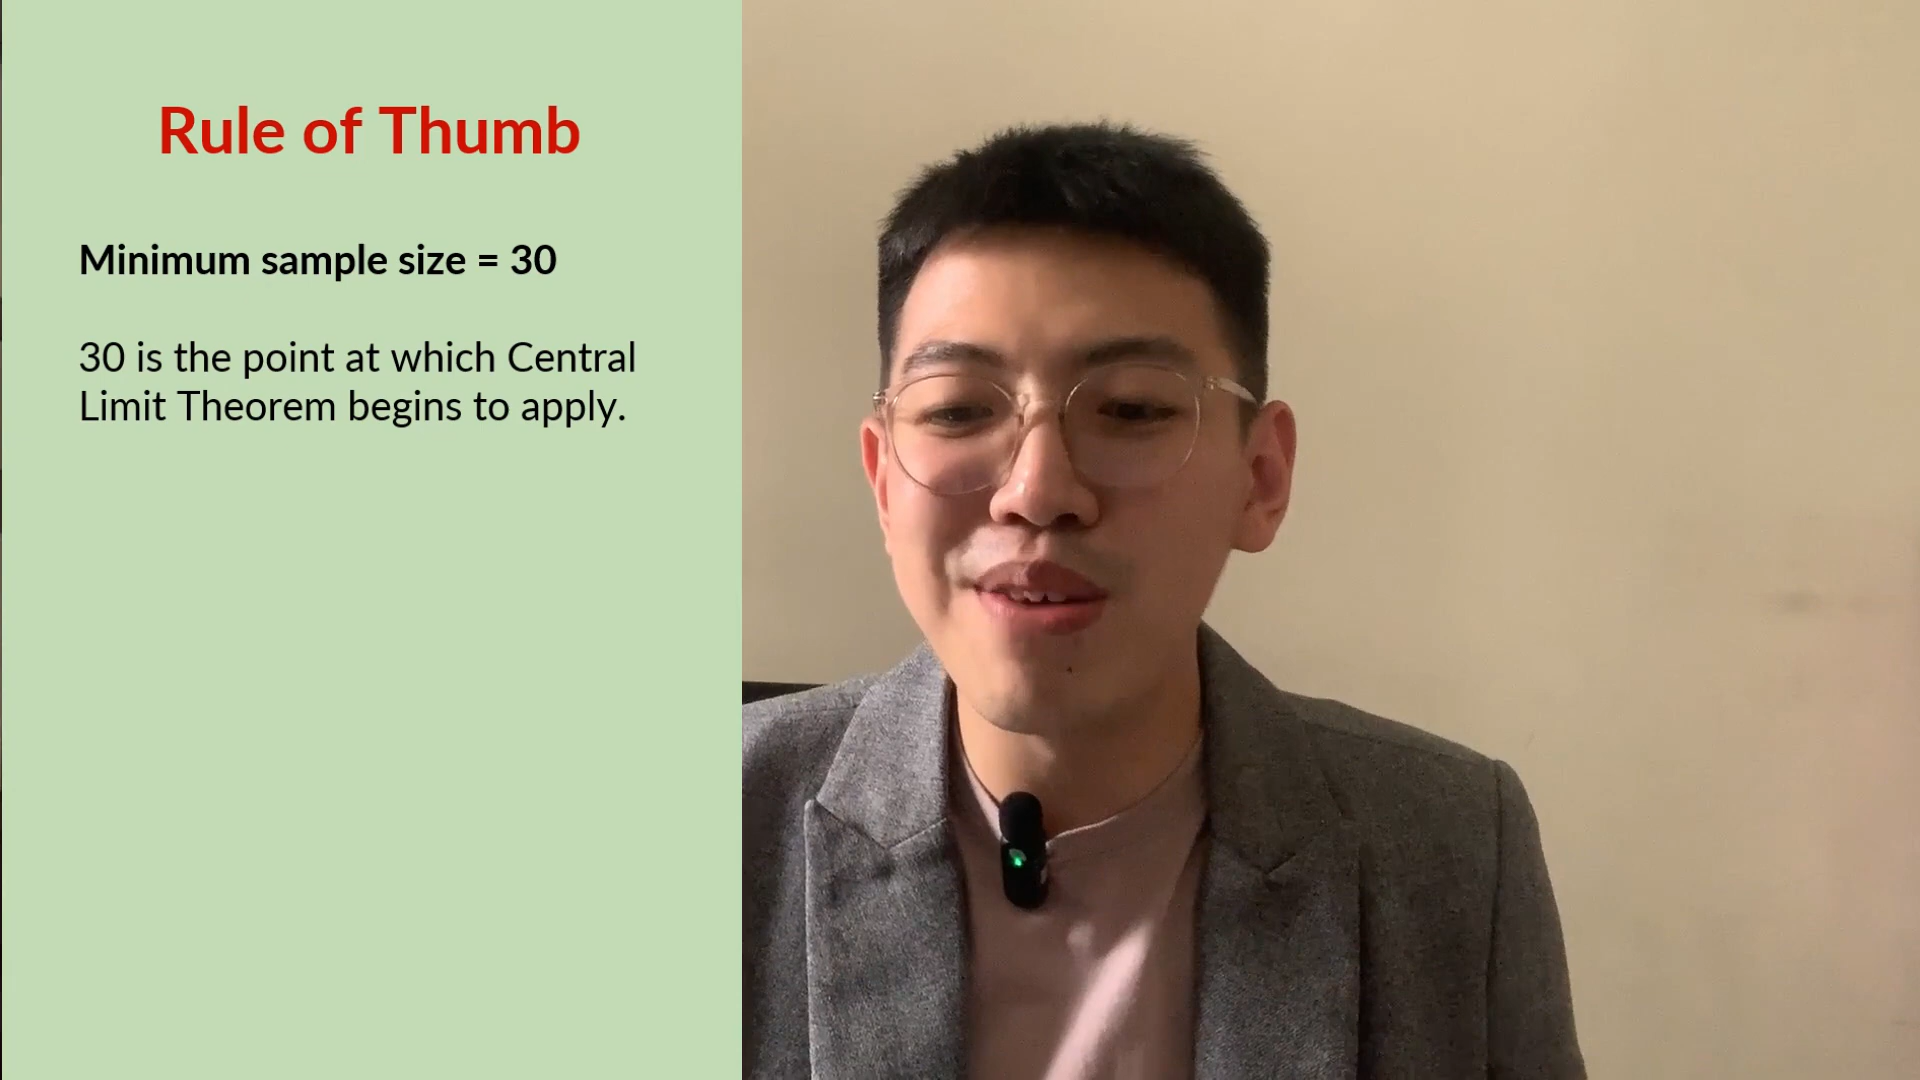 Rule of Thumb
Minimum sample size = 30
30 is the point at which Central
Limit Theorem begins to apply.